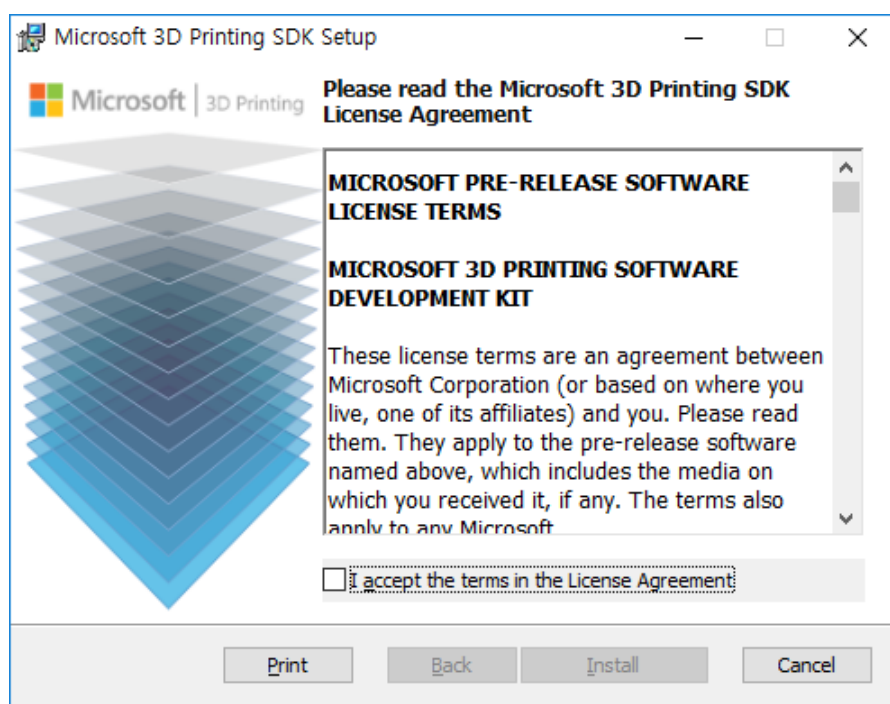 Microsoft 3D Printing SDK Setup
Microsoft | 3D Printing
Please read the Microsoft 3D Printing SDK
License Agreement
MICROSOFT PRE-RELEASE SOFTWARE
LICENSE TERMS
MICROSOFT 3D PRINTING SOFTWARE
DEVELOPMENT KIT
These license terms are an agreement between
Microsoft Corporation (or based on where you
live, one of its affiliates) and you. Please read
them. They apply to the pre-release software
named above, which includes the media on
which you received it, if any. The terms also
apply to any Microsoft
I accept the terms in the License Agreement
Print
Back
Install
Cancel